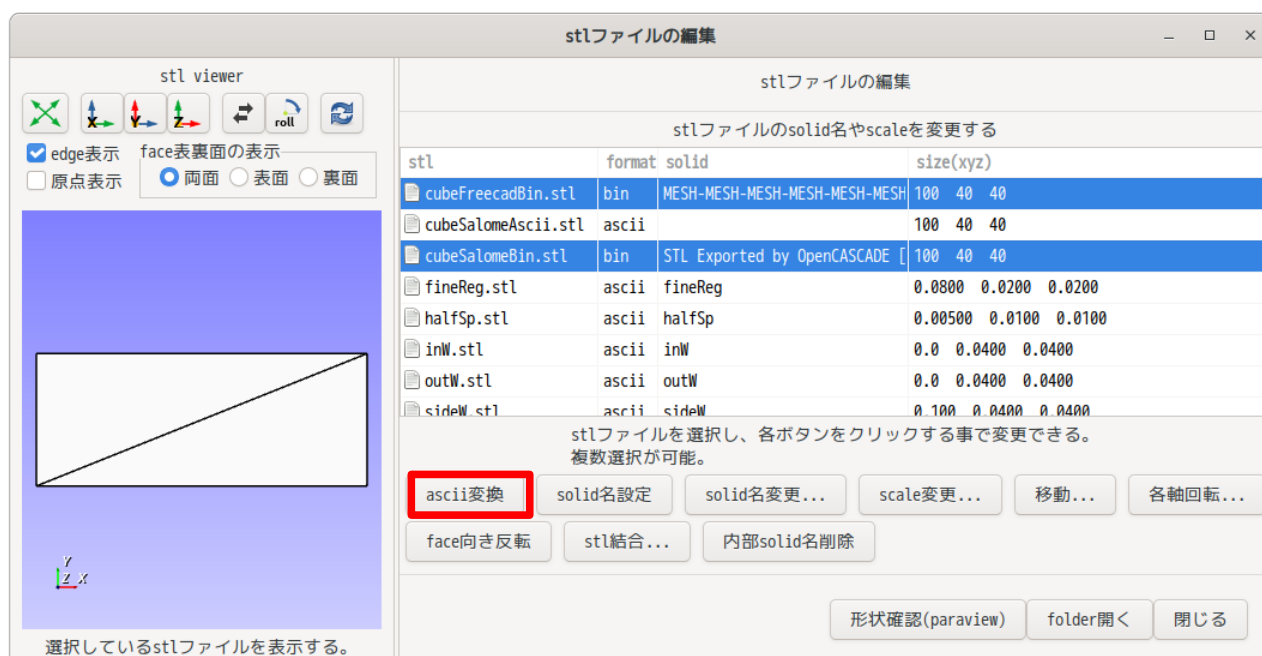 stlファイルの編集
stl viewer
X Y Z roll
edge表示
face表裏面の表示
原点表示
両面 表面 裏面
Y
Z X
選択しているstlファイルを表示する。
stlファイルの編集
stlファイルのsolid名やscaleを変更する
stl format solid size(xyz)
cubeFreecadBin.stl bin MESH-MESH-MESH-MESH-MESH-MESH 100 40 40
cubeSalomeAscii.stl ascii 100 40 40
cubeSalomeBin.stl bin STL Exported by OpenCASCADE [ 100 40 40
fineReg.stl ascii fineReg 0.0800 0.0200 0.0200
halfSp.stl ascii halfSp 0.00500 0.0100 0.0100
inW.stl ascii inW 0.0 0.0400 0.0400
outW.stl ascii outW 0.0 0.0400 0.0400
sideW.stl ascii sideW 0.100 0.0400 0.0400
stlファイルを選択し、各ボタンをクリックする事で変更できる。
複数選択が可能。
ascii変換 solid名設定 solid名変更... scale変更... 移動... 各軸回転...
face向き反転 stl結合... 内部solid名削除
形状確認(paraview) folder開く 閉じる